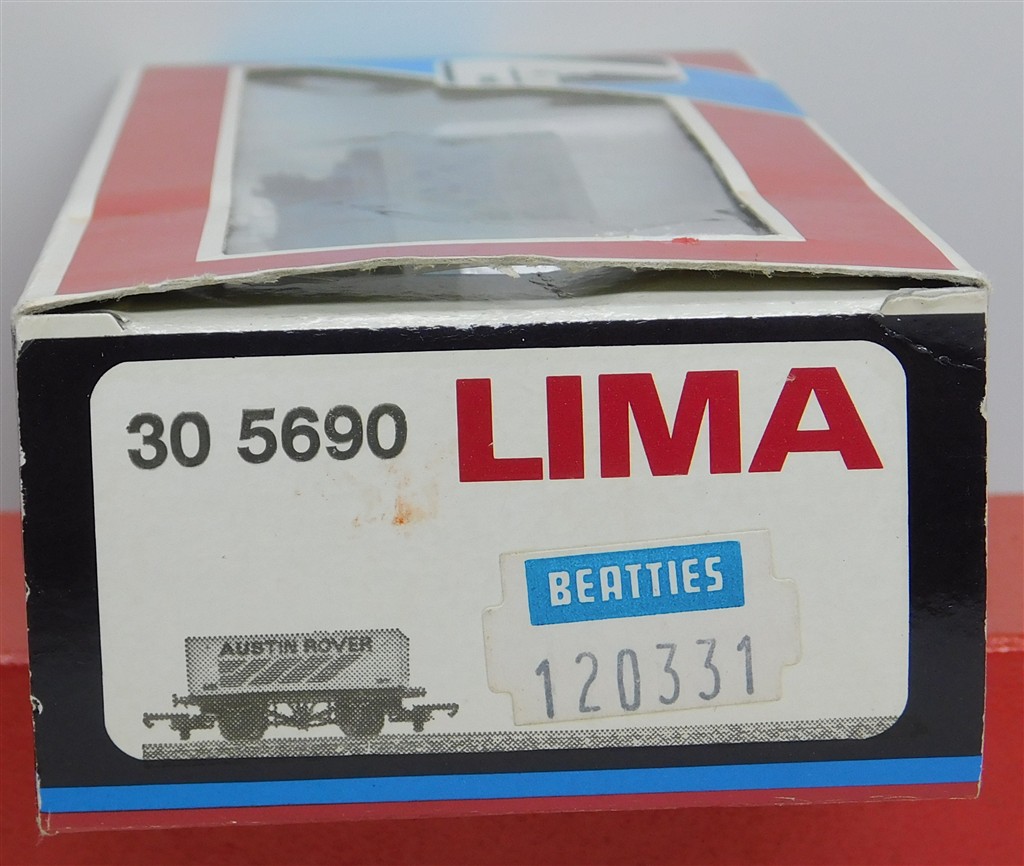 30 5690 LIMA
BEATTIES
120331
AUSTIN ROVER